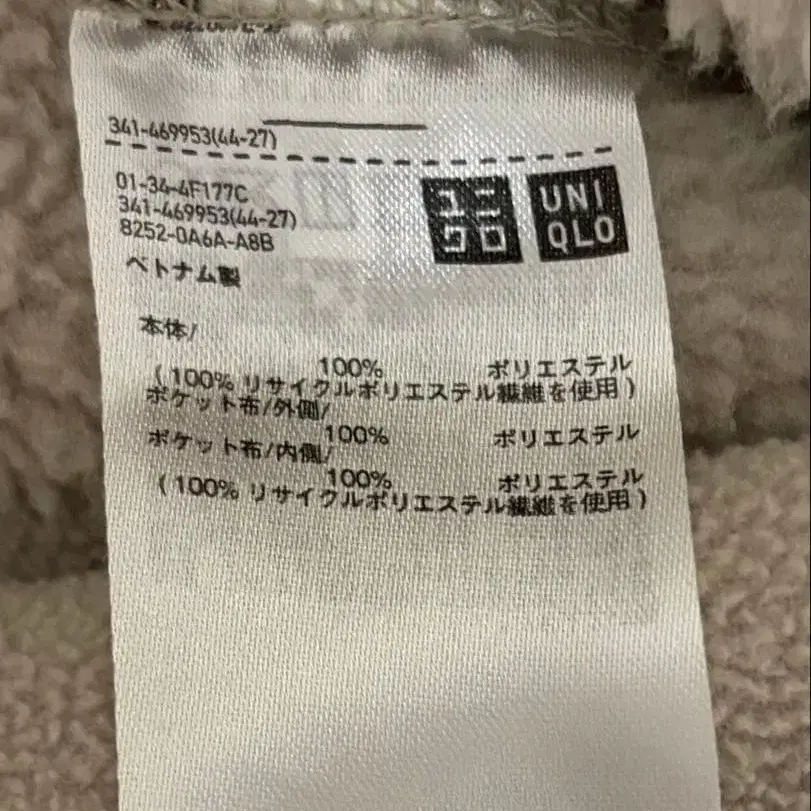 341-469953(44-27)
01-34-4F177C
341-469953(44-27)
8252-0A6A-A8B
ベトナム製
ユニ
クロ
UNI
QLO
本体/
100% ポリエステル
(100% リサイクルポリエステル繊維を使用)
ポケット布/外側/
100% ポリエステル
ポケット布/内側/
100% ポリエステル
(100% リサイクルポリエステル繊維を使用)